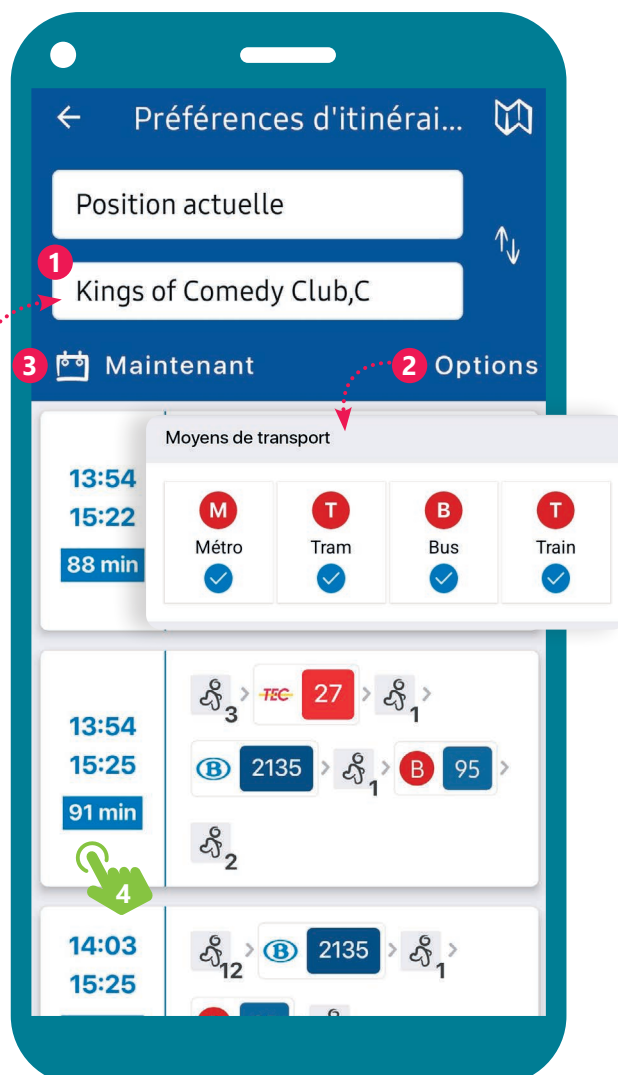 Préférences d'itinérai...
Position actuelle
1
Kings of Comedy Club,C
3 Maintenant
2 Options
13:54
15:22
88 min
Moyens de transport
M T B T
Métro Tram Bus Train
13:54
15:25
91 min
3 TEC 27 1
B 2135 1 B 95
2
4
14:03
15:25
12 B 2135 1